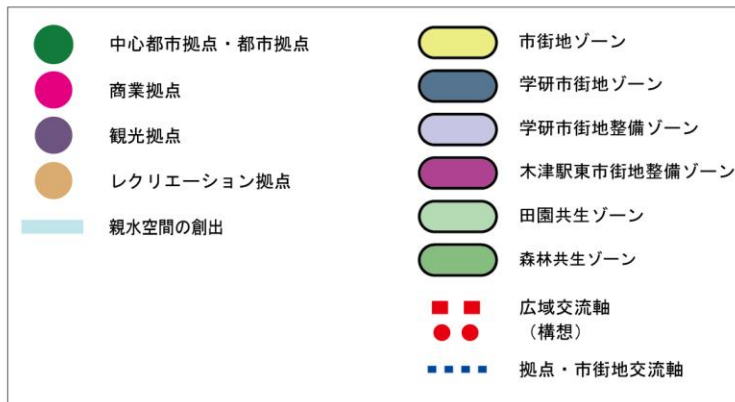 中心都市拠点・都市拠点
商業拠点
観光拠点
レクリエーション拠点
親水空間の創出
市街地ゾーン
学研市街地ゾーン
学研市街地整備ゾーン
木津駅東市街地整備ゾーン
田園共生ゾーン
森林共生ゾーン
広域交流軸
（構想）
拠点・市街地交流軸